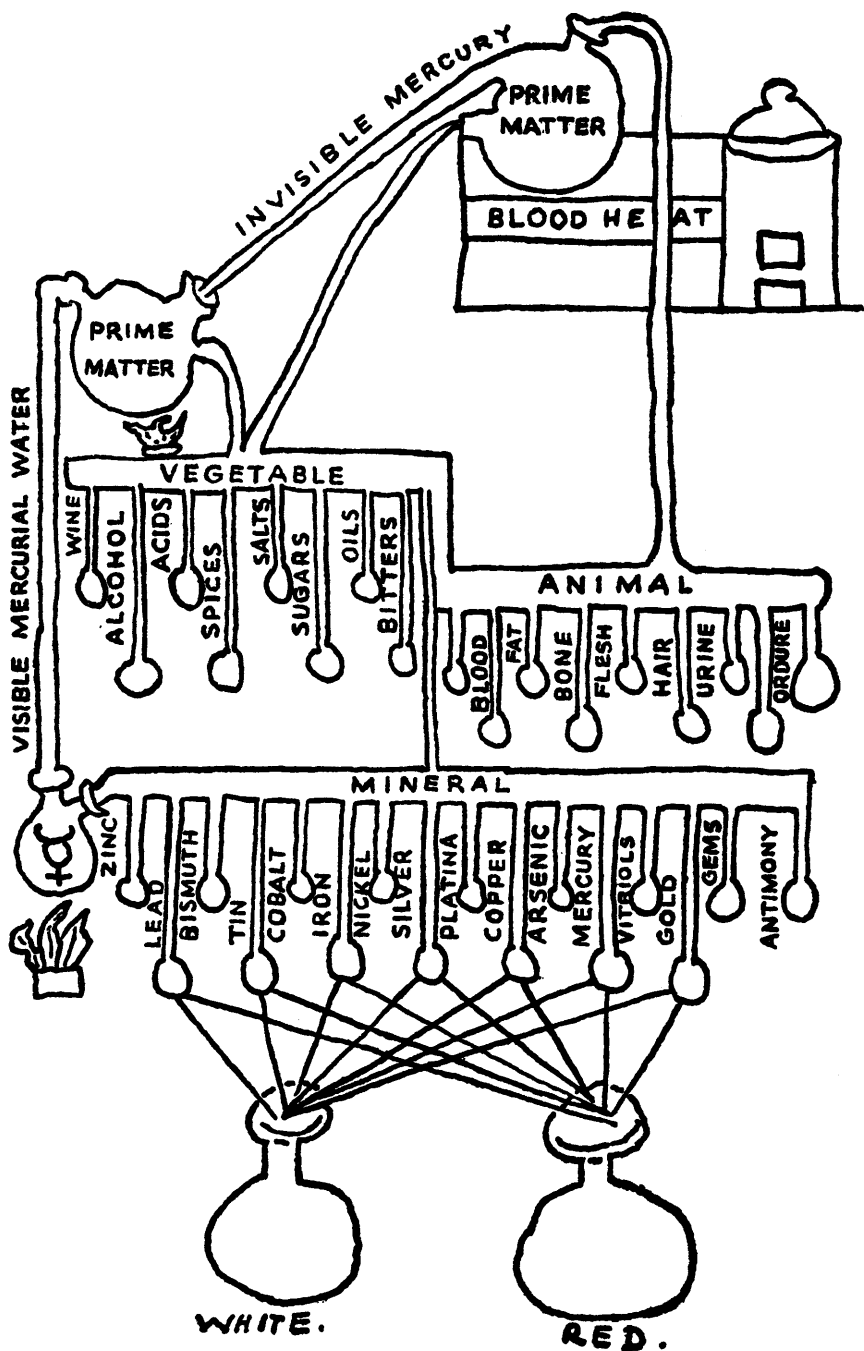 INVISIBLE MERCURY
PRIME
MATTER
BLOOD HEAT
PRIME
MATTER
VISIBLE MERCURIAL WATER
VEGETABLE
WINE
ALCOHOL
ACIDS
SPICES
SALTS
SUGARS
OILS
BITTERS
ANIMAL
BLOOD
FAT
BONE
FLESH
HAIR
URINE
ORDURE
MINERAL
ZINC
LEAD
BISMUTH
TIN
COBALT
IRON
NICKEL
SILVER
PLATINA
COPPER
ARSENIC
MERCURY
VITRIOLS
GOLD
GEMS
ANTIMONY
WHITE.
RED.